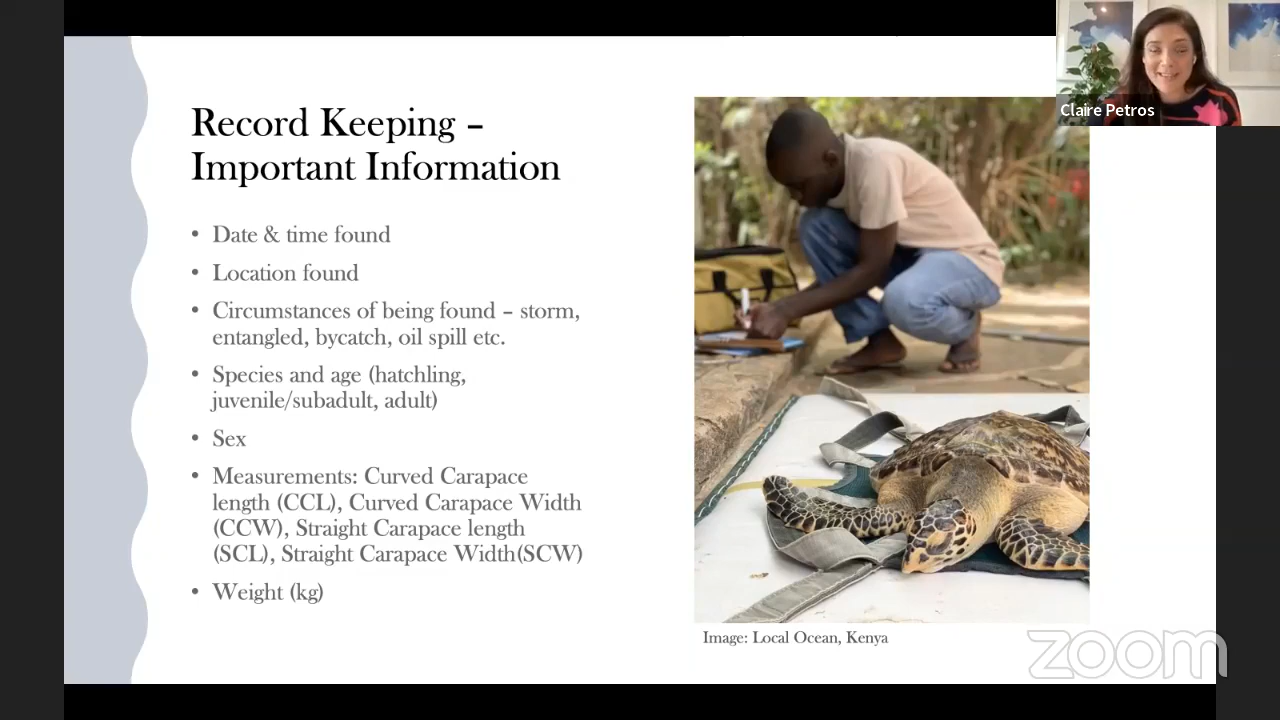 Record Keeping –
Important Information
• Date & time found
• Location found
• Circumstances of being found – storm,
entangled, bycatch, oil spill etc.
• Species and age (hatchling,
juvenile/subadult, adult)
• Sex
• Measurements: Curved Carapace
length (CCL), Curved Carapace Width
(CCW), Straight Carapace length
(SCL), Straight Carapace Width(SCW)
• Weight (kg)
Image: Local Ocean, Kenya
Claire Petros
zoom